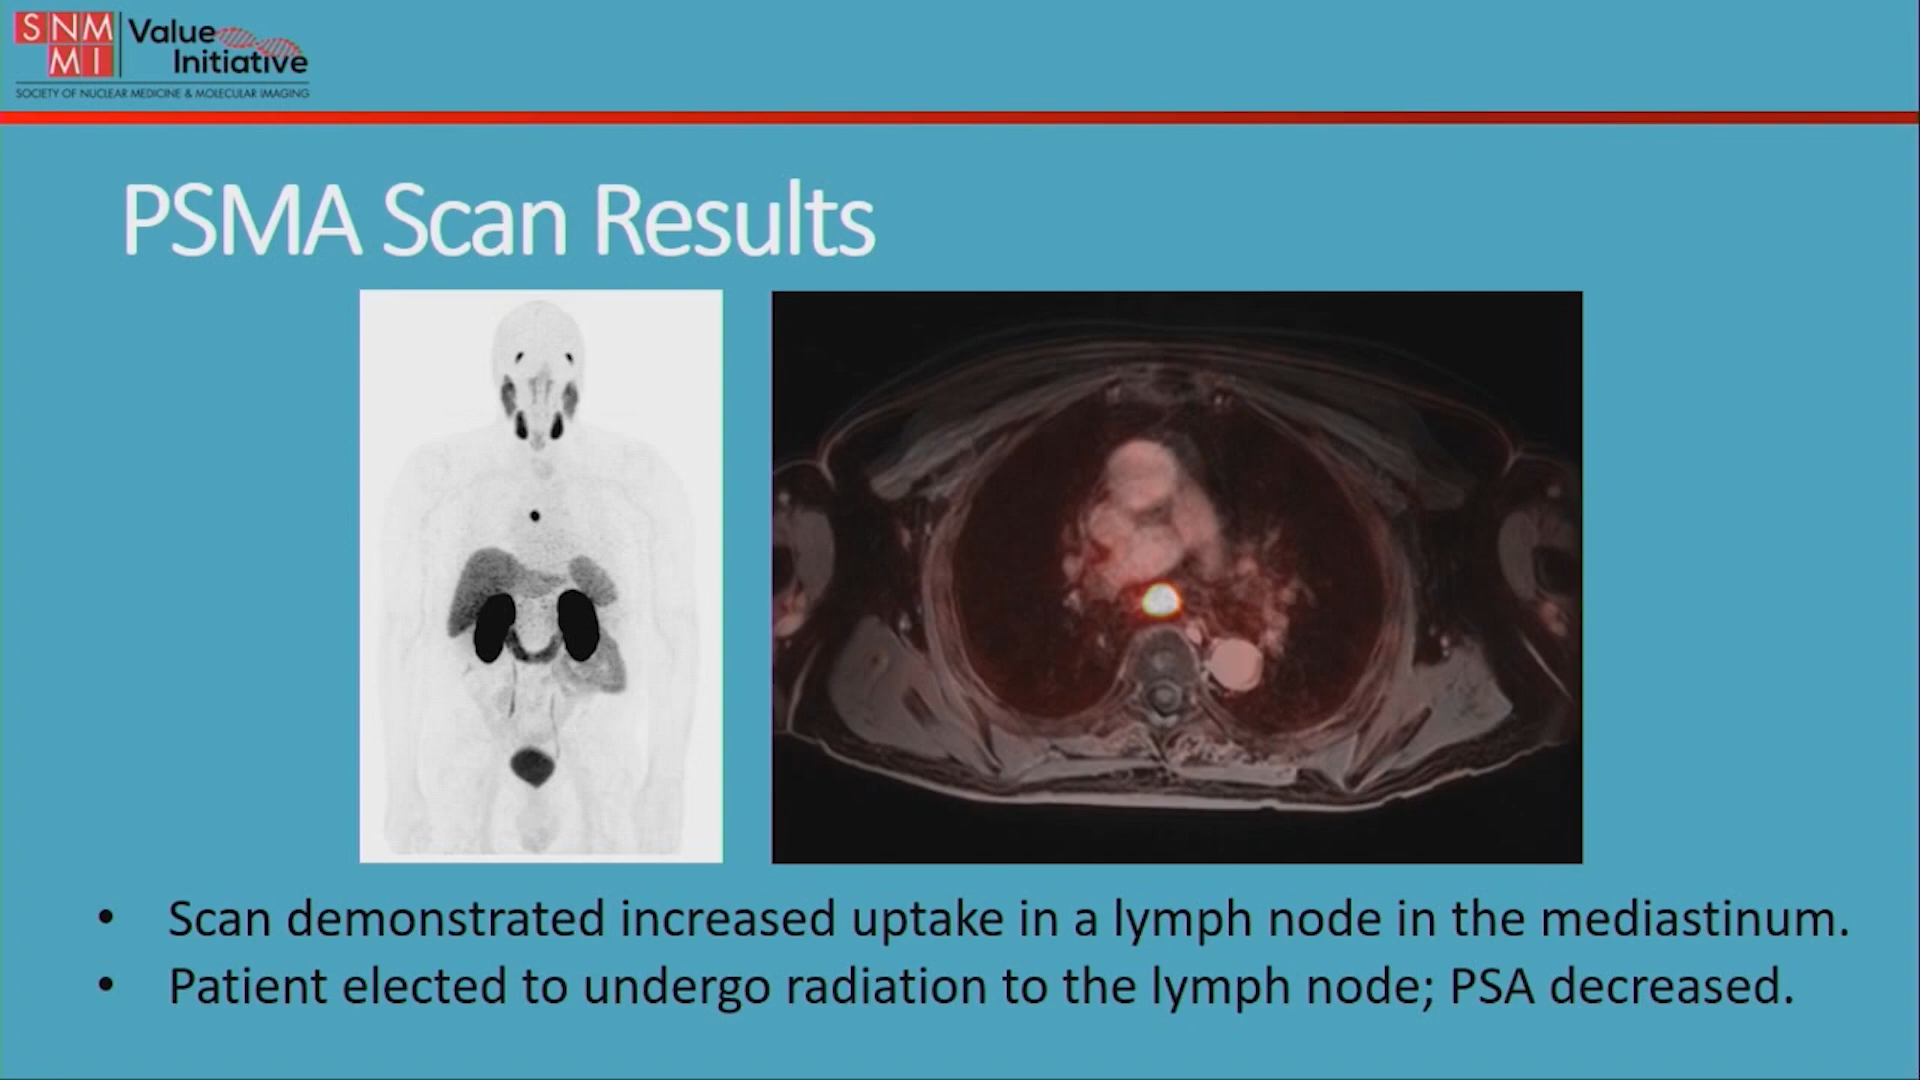 SNM
MI
Value
Initiative
SOCIETY OF NUCLEAR MEDICINE & MOLECULAR IMAGING
PSMA Scan Results
• Scan demonstrated increased uptake in a lymph node in the mediastinum.
• Patient elected to undergo radiation to the lymph node; PSA decreased.